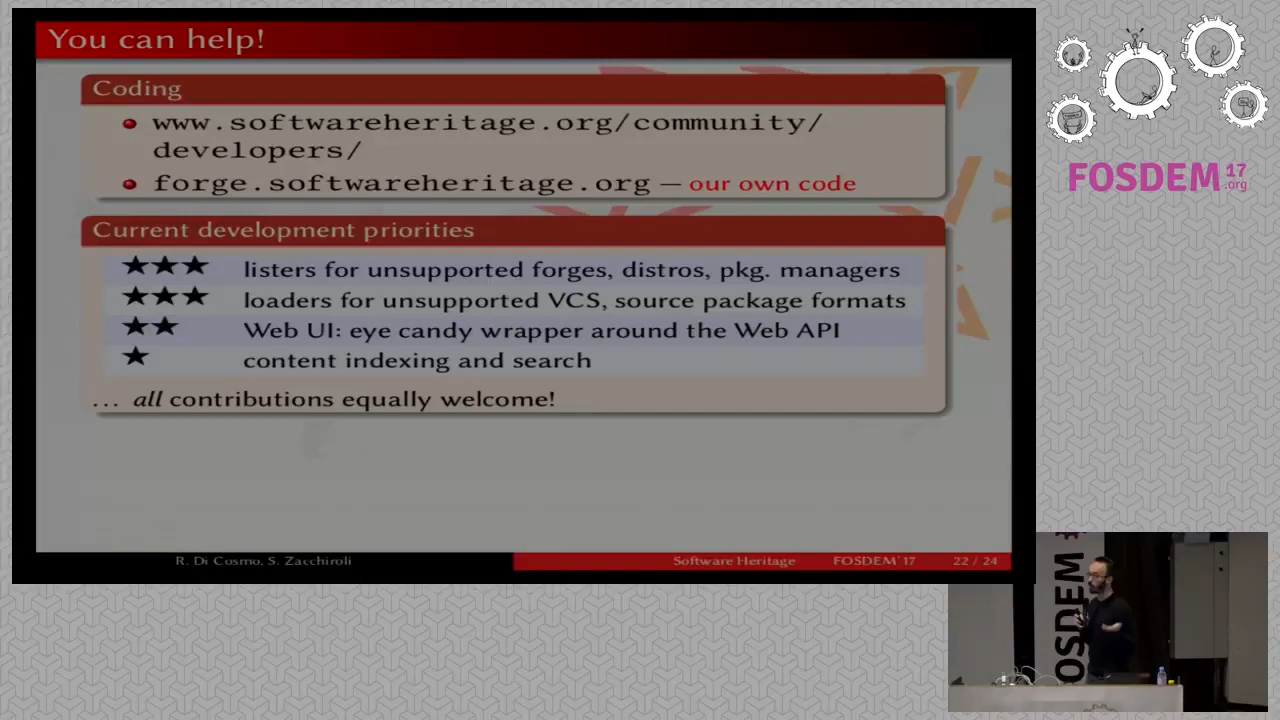 You can help!
Coding
www.softwareheritage.org/community/
developers/
forge.softwareheritage.org — our own code
Current development priorities
★★★ listers for unsupported forges, distros, pkg. managers
★★★ loaders for unsupported VCS, source package formats
★★ Web UI: eye candy wrapper around the Web API
★ content indexing and search
... all contributions equally welcome!
R. Di Cosmo, S. Zacchiroli
Software Heritage FOSDEM'17 22 / 24
FOSDEM 17 .org
OSDEM